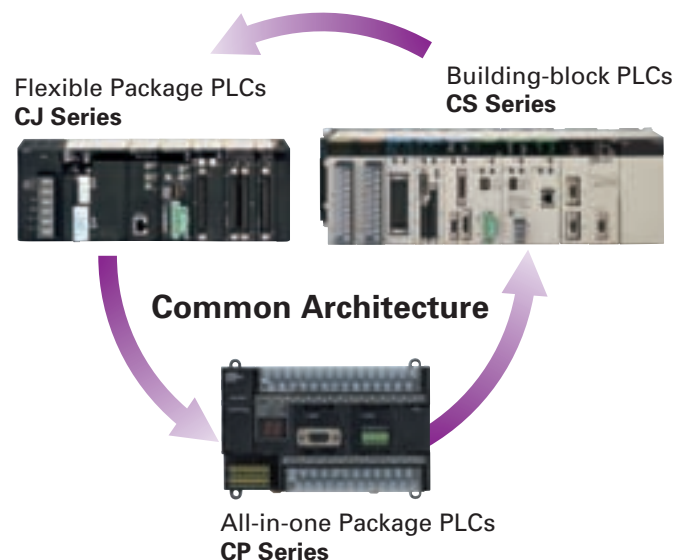 Flexible Package PLCs
CJ Series
Building-block PLCs
CS Series
Common Architecture
All-in-one Package PLCs
CP Series